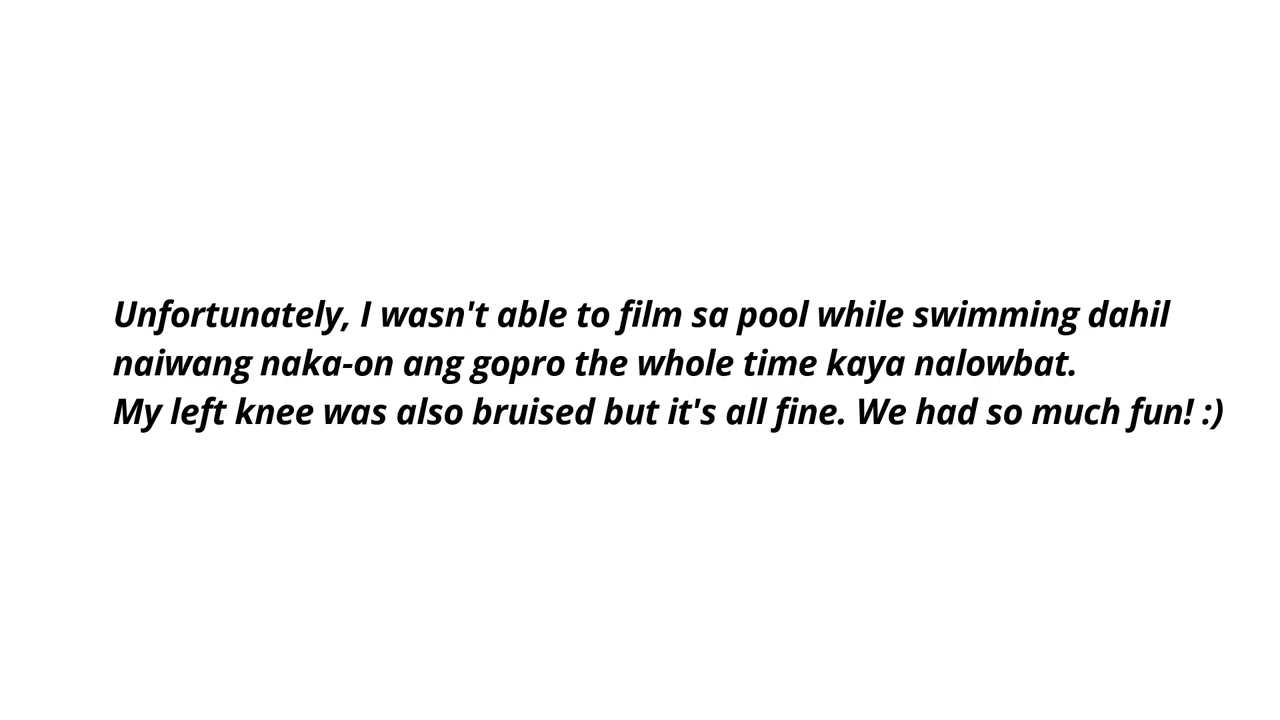 Unfortunately, I wasn't able to film sa pool while swimming dahil
naiwang naka-on ang gopro the whole time kaya nalowbat.
My left knee was also bruised but it's all fine. We had so much fun! :)